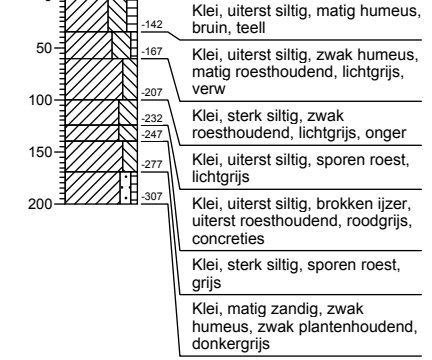 0
50
100
150
200
-142
-167
-207
-232
-247
-277
-307
Klei, uiterst siltig, matig humeus,
bruin, teell
Klei, uiterst siltig, zwak humeus,
matig roesthoudend, lichtgrijs,
verw
Klei, sterk siltig, zwak
roesthoudend, lichtgrijs, onger
Klei, uiterst siltig, sporen roest,
lichtgrijs
Klei, uiterst siltig, brokken ijzer,
uiterst roesthoudend, roodgrijs,
concreties
Klei, sterk siltig, sporen roest,
grijs
Klei, matig zandig, zwak
humeus, zwak plantenhoudend,
donkergrijs